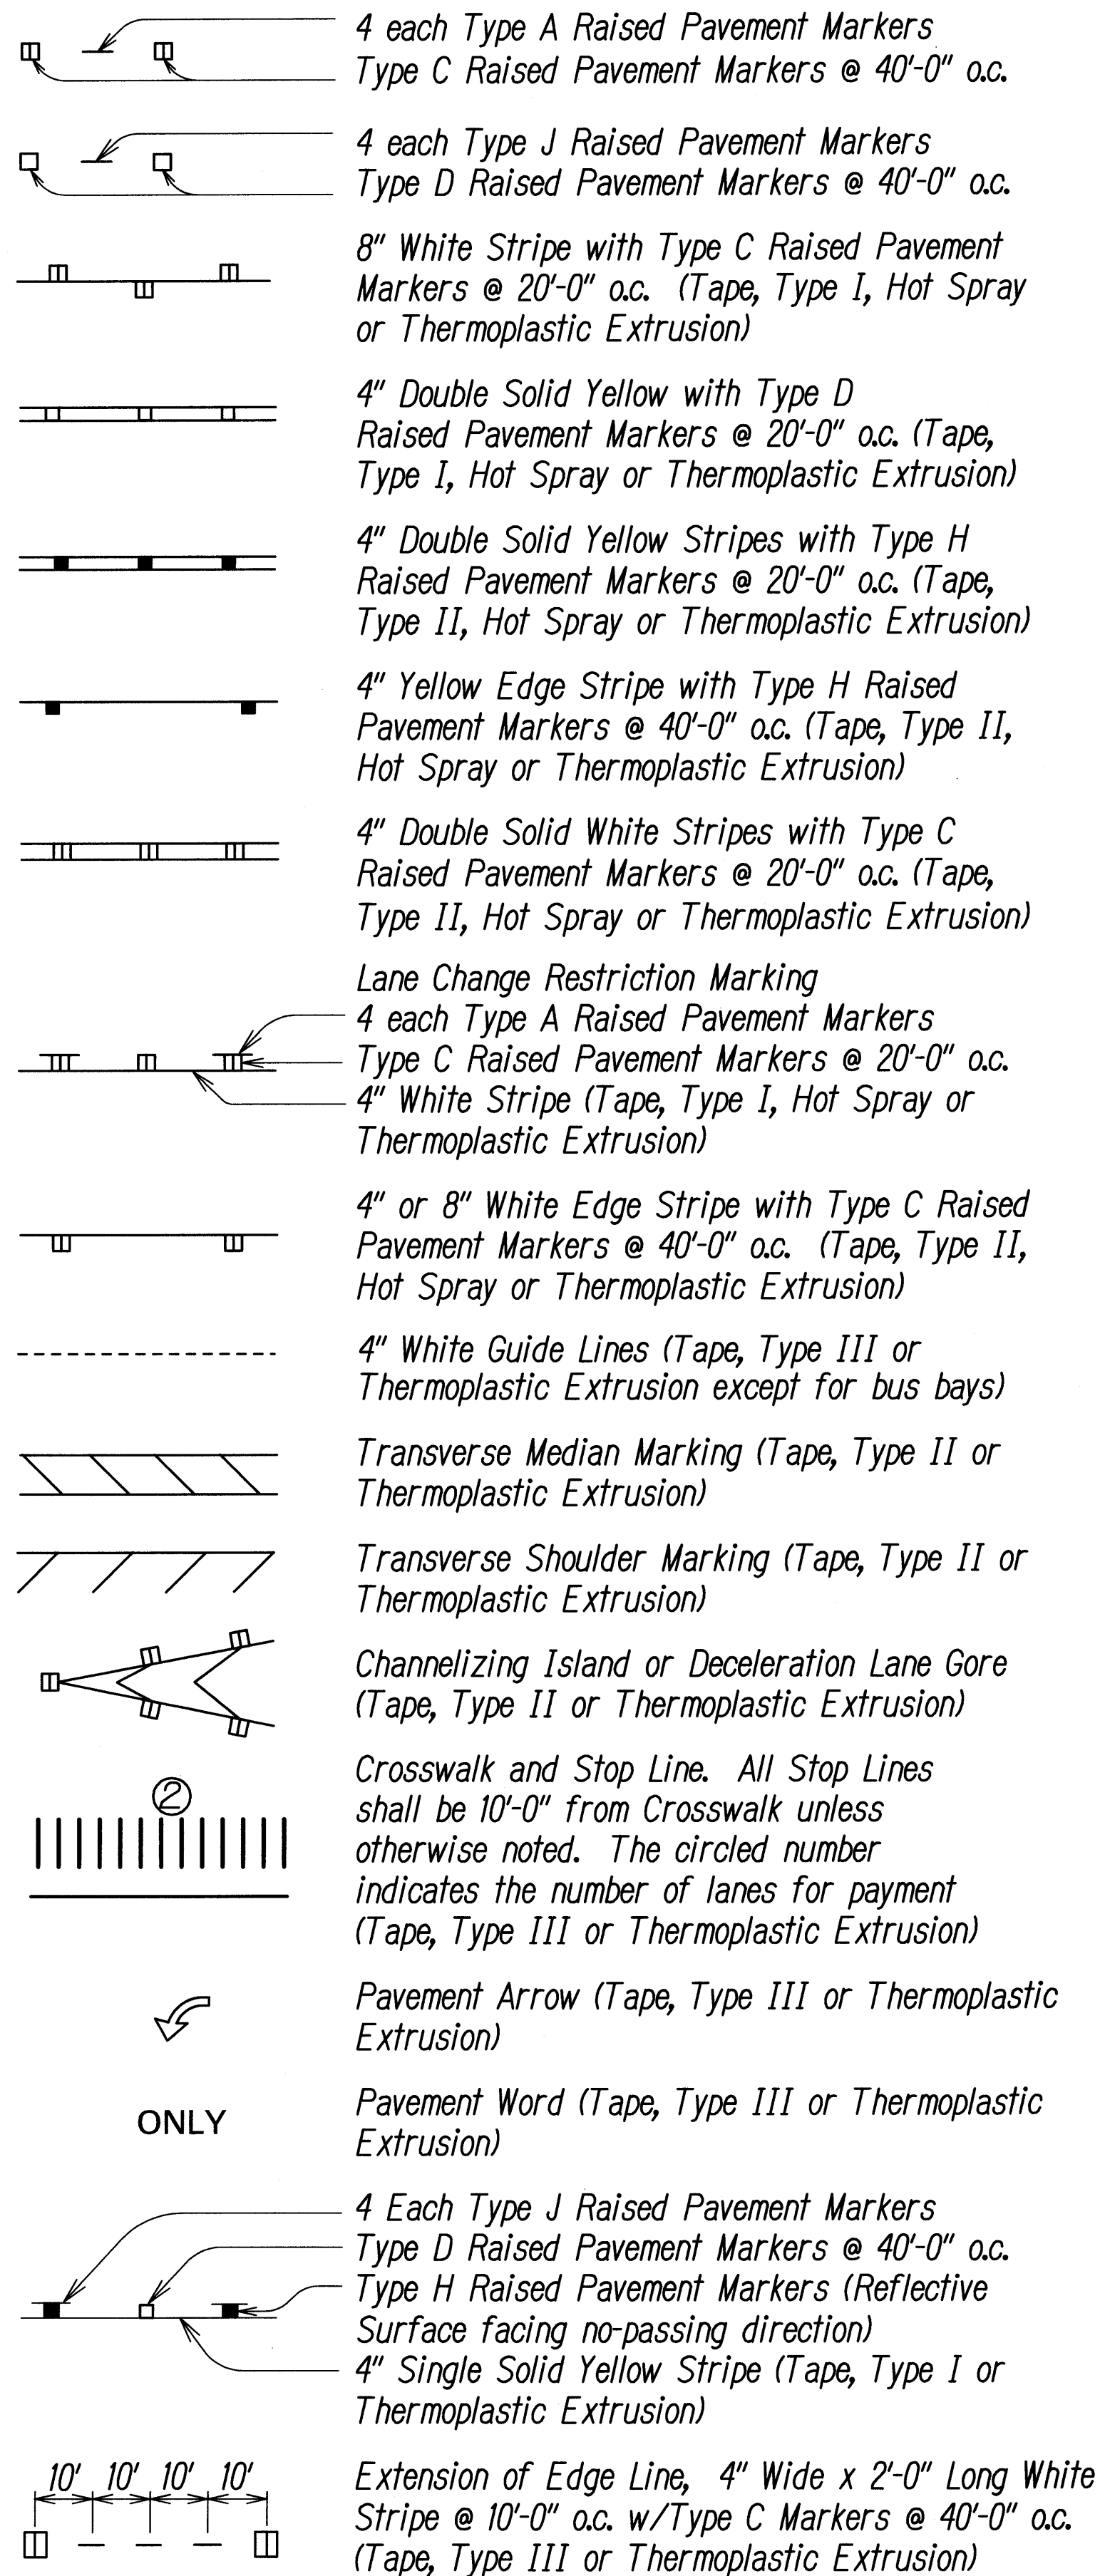 4 each Type A Raised Pavement Markers
Type C Raised Pavement Markers @ 40'-0" o.c.
4 each Type J Raised Pavement Markers
Type D Raised Pavement Markers @ 40'-0" o.c.
8" White Stripe with Type C Raised Pavement
Markers @ 20'-0" o.c. (Tape, Type I, Hot Spray
or Thermoplastic Extrusion)
4" Double Solid Yellow with Type D
Raised Pavement Markers @ 20'-0" o.c. (Tape,
Type I, Hot Spray or Thermoplastic Extrusion)
4" Double Solid Yellow Stripes with Type H
Raised Pavement Markers @ 20'-0" o.c. (Tape,
Type II, Hot Spray or Thermoplastic Extrusion)
4" Yellow Edge Stripe with Type H Raised
Pavement Markers @ 40'-0" o.c. (Tape, Type II,
Hot Spray or Thermoplastic Extrusion)
4" Double Solid White Stripes with Type C
Raised Pavement Markers @ 20'-0" o.c. (Tape,
Type II, Hot Spray or Thermoplastic Extrusion)
Lane Change Restriction Marking
4 each Type A Raised Pavement Markers
Type C Raised Pavement Markers @ 20'-0" o.c.
4" White Stripe (Tape, Type I, Hot Spray or
Thermoplastic Extrusion)
4" or 8" White Edge Stripe with Type C Raised
Pavement Markers @ 40'-0" o.c. (Tape, Type II,
Hot Spray or Thermoplastic Extrusion)
4" White Guide Lines (Tape, Type III or
Thermoplastic Extrusion except for bus bays)
Transverse Median Marking (Tape, Type II or
Thermoplastic Extrusion)
Transverse Shoulder Marking (Tape, Type II or
Thermoplastic Extrusion)
Channelizing Island or Deceleration Lane Gore
(Tape, Type II or Thermoplastic Extrusion)
2
Crosswalk and Stop Line. All Stop Lines
shall be 10'-0" from Crosswalk unless
otherwise noted. The circled number
indicates the number of lanes for payment
(Tape, Type III or Thermoplastic Extrusion)
Pavement Arrow (Tape, Type III or Thermoplastic
Extrusion)
ONLY
Pavement Word (Tape, Type III or Thermoplastic
Extrusion)
4 Each Type J Raised Pavement Markers
Type D Raised Pavement Markers @ 40'-0" o.c.
Type H Raised Pavement Markers (Reflective
Surface facing no-passing direction)
4" Single Solid Yellow Stripe (Tape, Type I or
Thermoplastic Extrusion)
10' 10' 10' 10'
Extension of Edge Line, 4" Wide x 2'-0" Long White
Stripe @ 10'-0" o.c. w/Type C Markers @ 40'-0" o.c.
(Tape, Type III or Thermoplastic Extrusion)